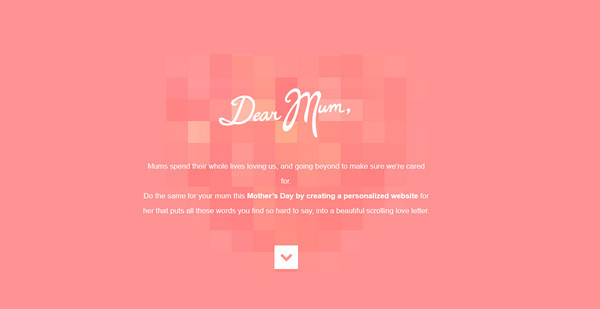 Dear Mum,
Mums spend their whole lives loving us, and going beyond to make sure we're cared
for.
Do the same for your mum this Mother's Day by creating a personalized website for
her that puts all those words you find so hard to say, into a beautiful scrolling love letter.